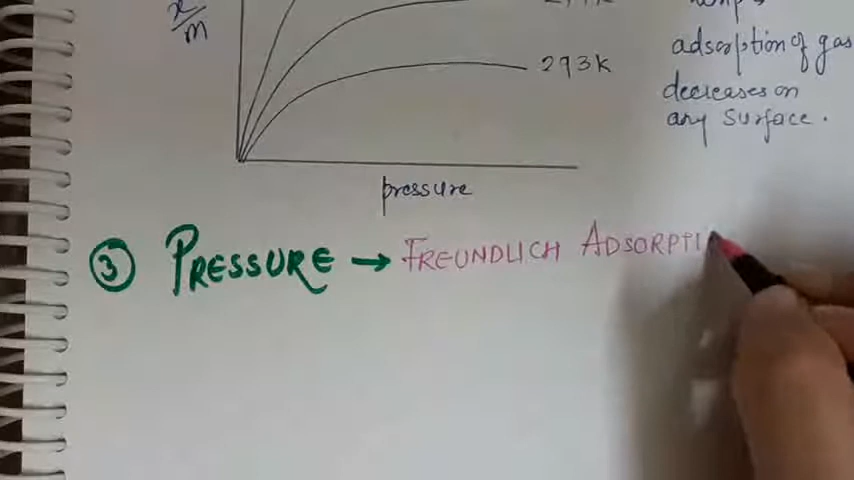 x/m
293K
adsorption of gas
decreases on
any surface.
pressure
③ PRESSURE → FREUNDLICH ADSORPTI